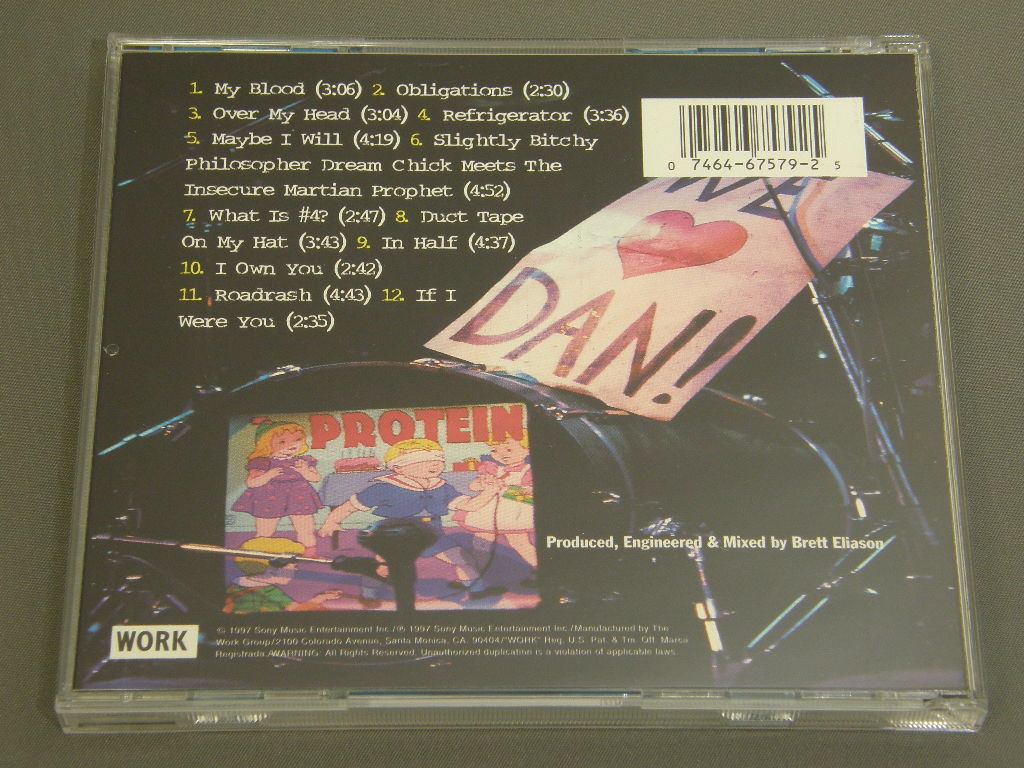 1. My Blood (3:06) 2. Obligations (2:30)
3. Over My Head (3:04) 4. Refrigerator (3:36)
5. Maybe I Will (4:19) 6. Slightly Bitchy
Philosopher Dream Chick Meets The
Insecure Martian Prophet (4:52)
7. What Is #4? (2:47) 8. Duct Tape
On My Hat (3:43) 9. In Half (4:37)
10. I Own You (2:42)
11. Roadrash (4:43) 12. If I
Were You (2:35)
0 7464-67579-2 5
WE
DAN!
PROTEIN
Produced, Engineered & Mixed by Brett Eliason
WORK
© 1997 Sony Music Entertainment Inc./℗ 1997 Sony Music Entertainment Inc./Manufactured by The
Work Group/2100 Colorado Avenue, Santa Monica, CA. 90404/"WORK" Reg. U.S. Pat. & Tm. Off. Marca
Registrada./WARNING: All Rights Reserved. Unauthorized duplication is a violation of applicable laws.